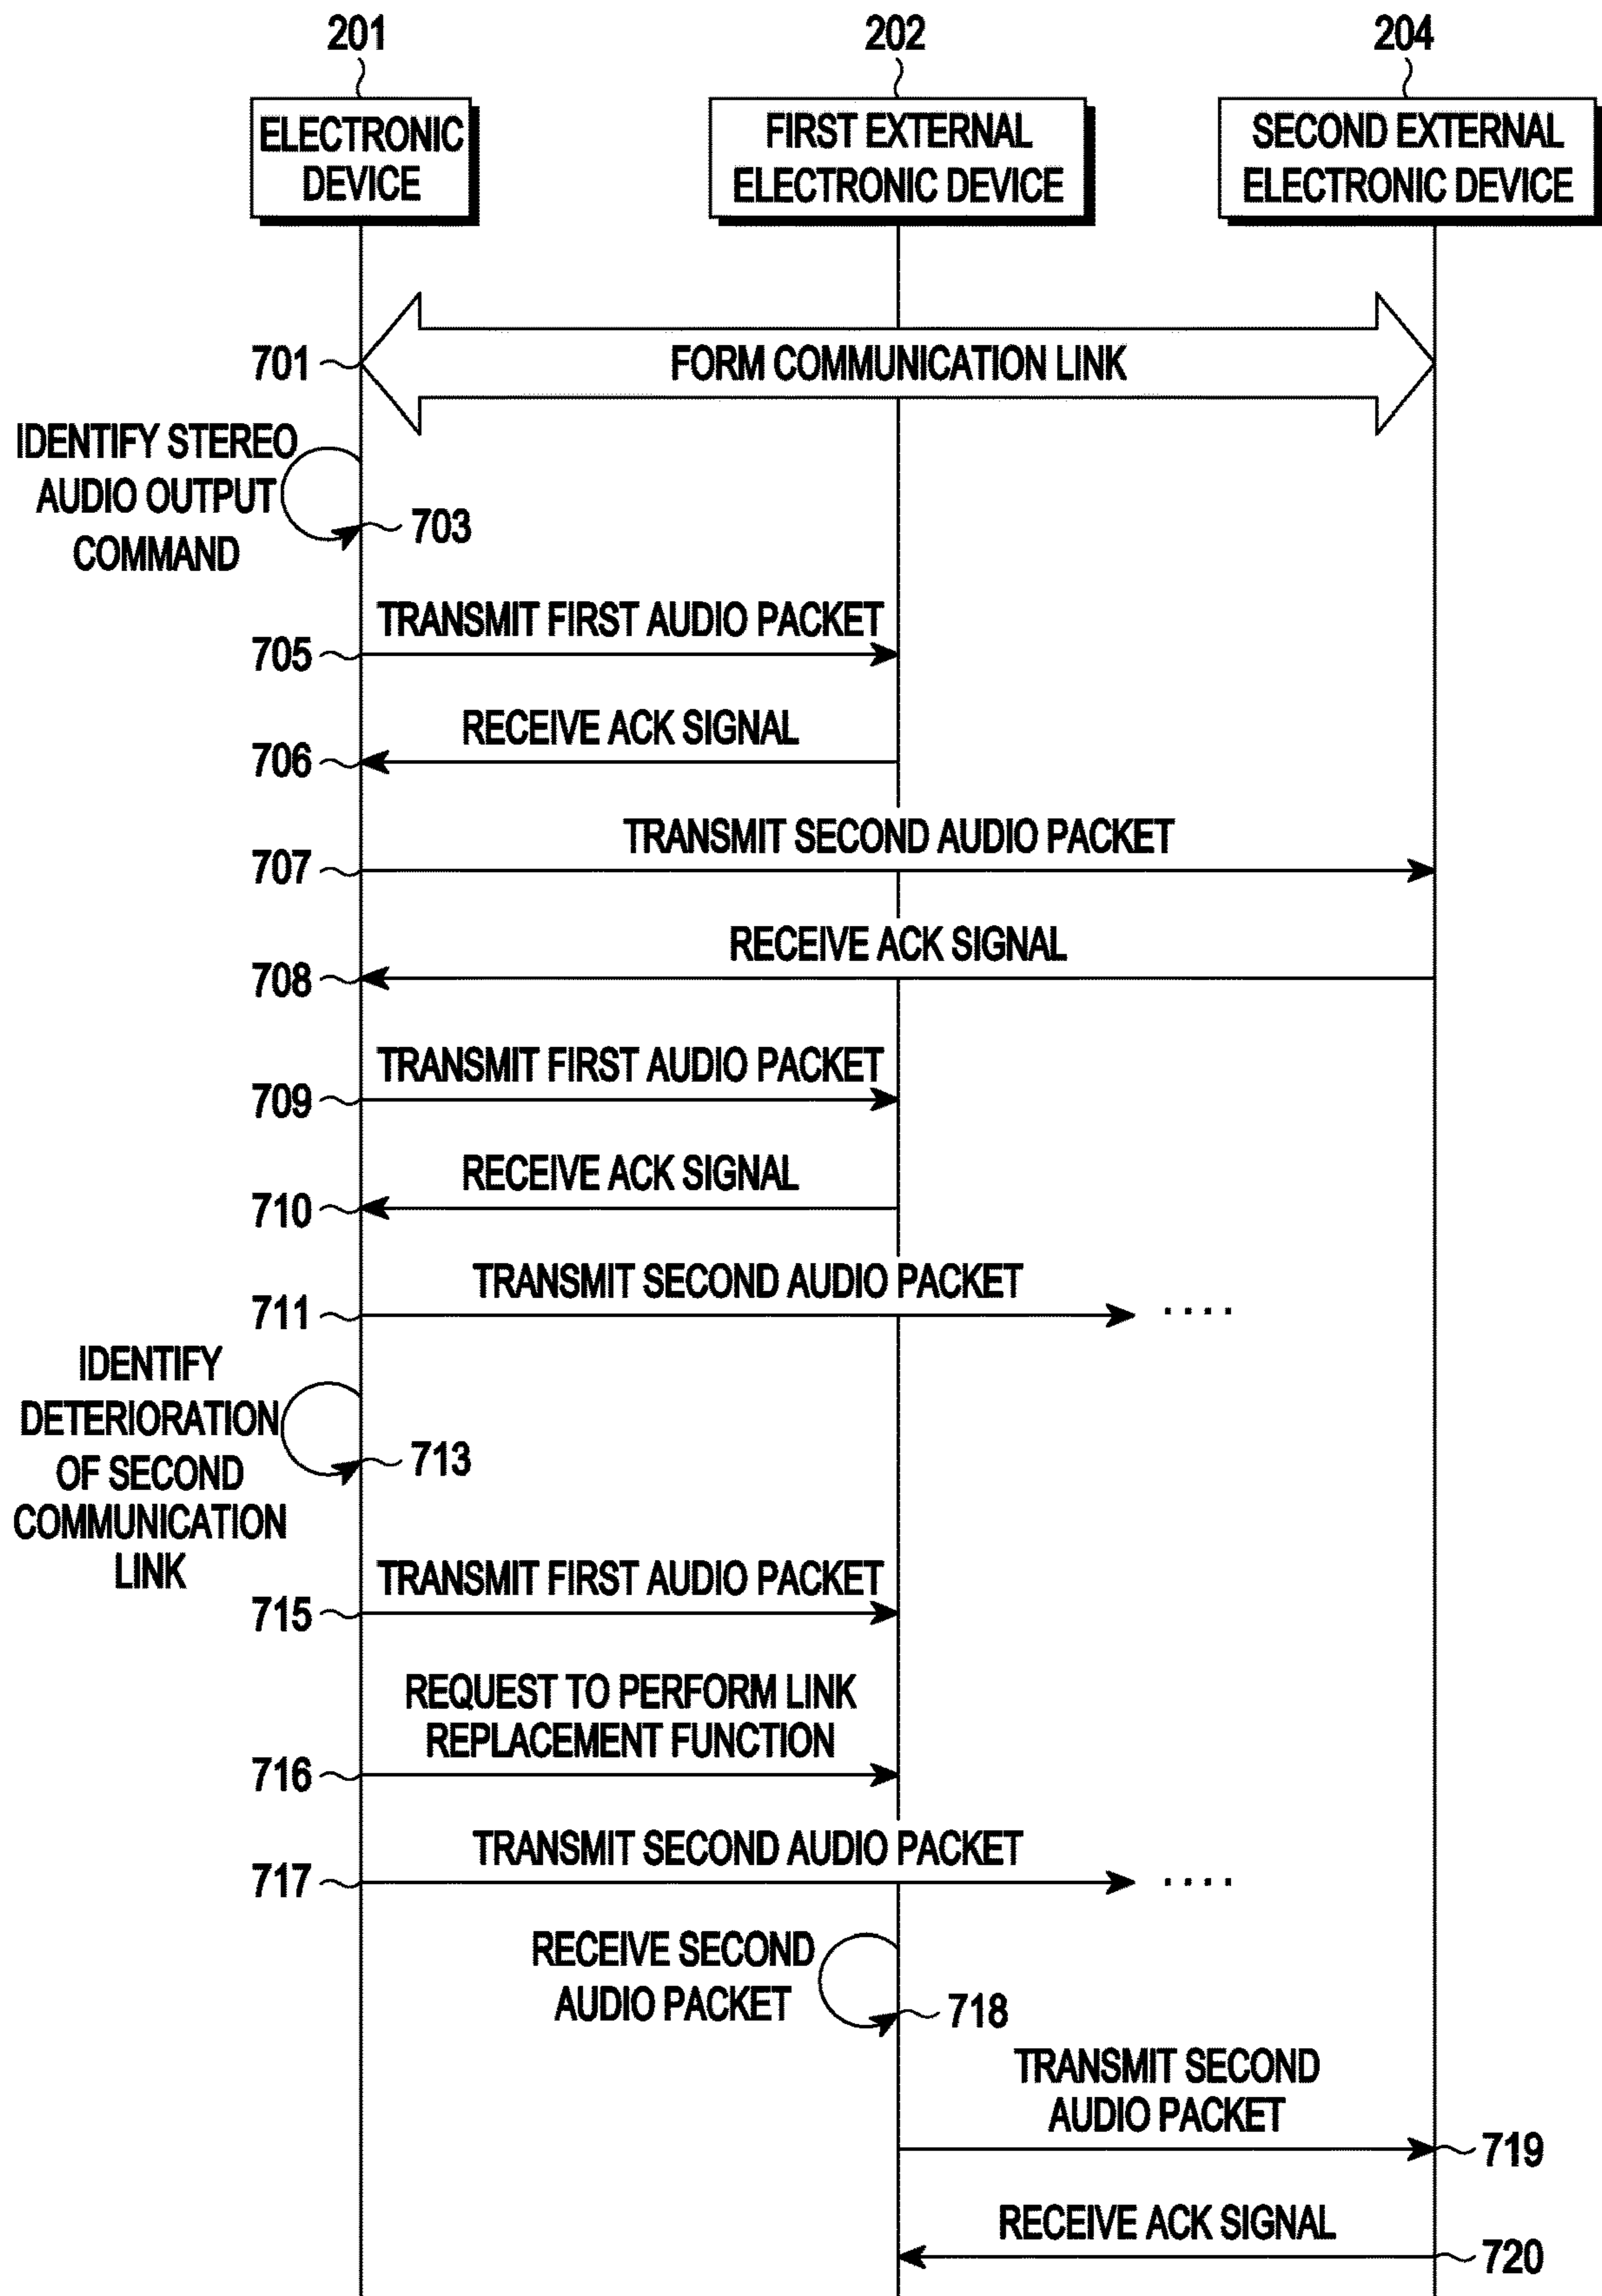 201
202
204
ELECTRONIC
DEVICE
FIRST EXTERNAL
ELECTRONIC DEVICE
SECOND EXTERNAL
ELECTRONIC DEVICE
701
FORM COMMUNICATION LINK
IDENTIFY STEREO
AUDIO OUTPUT
COMMAND
703
TRANSMIT FIRST AUDIO PACKET
705
RECEIVE ACK SIGNAL
706
TRANSMIT SECOND AUDIO PACKET
707
RECEIVE ACK SIGNAL
708
TRANSMIT FIRST AUDIO PACKET
709
RECEIVE ACK SIGNAL
710
TRANSMIT SECOND AUDIO PACKET
711
....
IDENTIFY
DETERIORATION
OF SECOND
COMMUNICATION
LINK
713
TRANSMIT FIRST AUDIO PACKET
715
REQUEST TO PERFORM LINK
REPLACEMENT FUNCTION
716
TRANSMIT SECOND AUDIO PACKET
717
....
RECEIVE SECOND
AUDIO PACKET
718
TRANSMIT SECOND
AUDIO PACKET
719
RECEIVE ACK SIGNAL
720